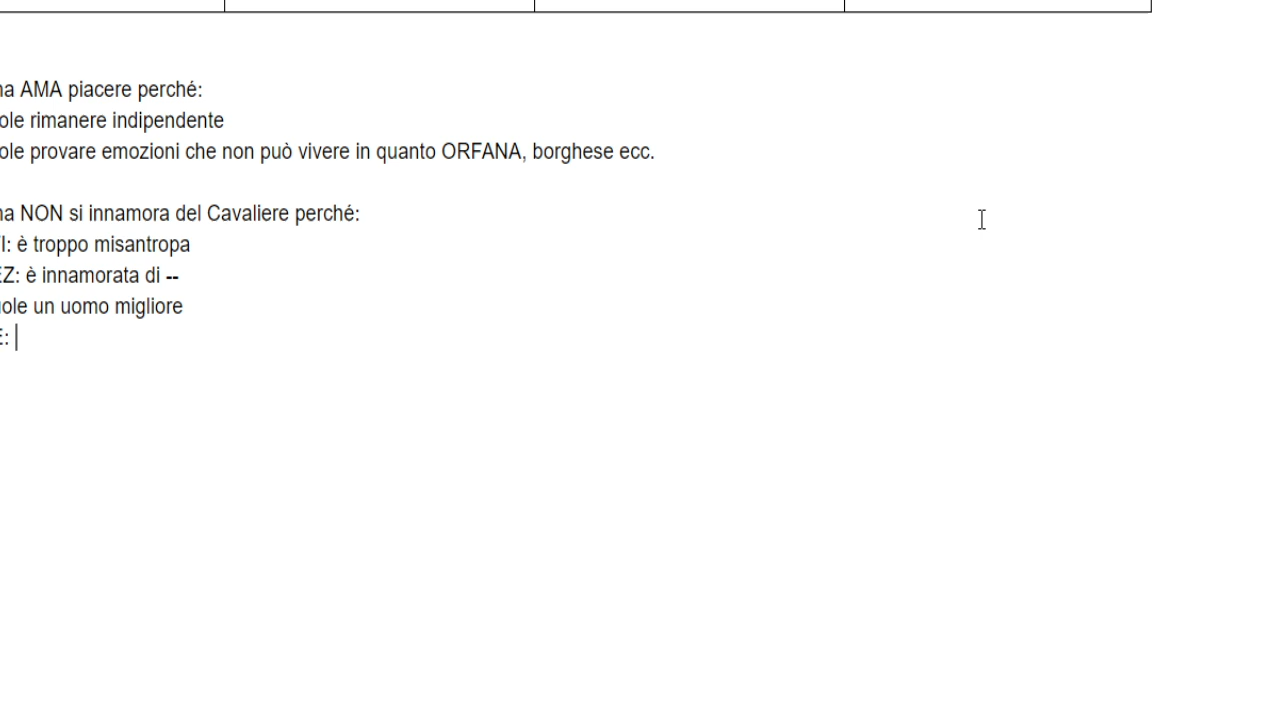 na AMA piacere perché:
ole rimanere indipendente
ole provare emozioni che non può vivere in quanto ORFANA, borghese ecc.
na NON si innamora del Cavaliere perché:
I: è troppo misantropa
EZ: è innamorata di --
ole un uomo migliore
E: